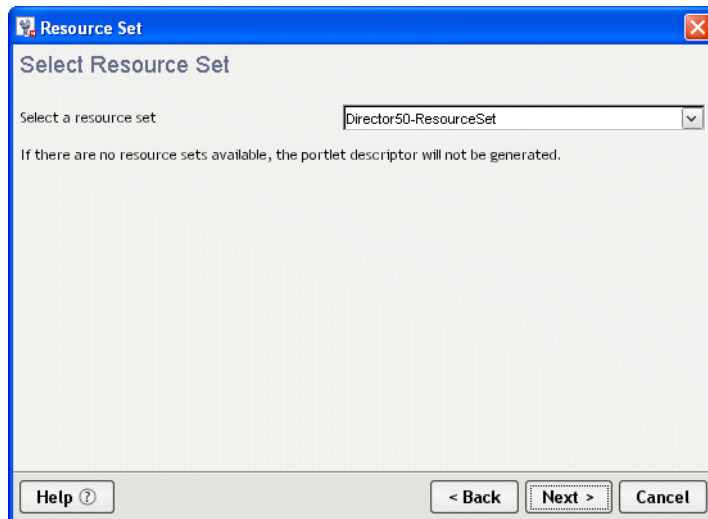 Resource Set
Select Resource Set
Select a resource set
Director50-ResourceSet
If there are no resource sets available, the portlet descriptor will not be generated.
Help ?
< Back
Next >
Cancel